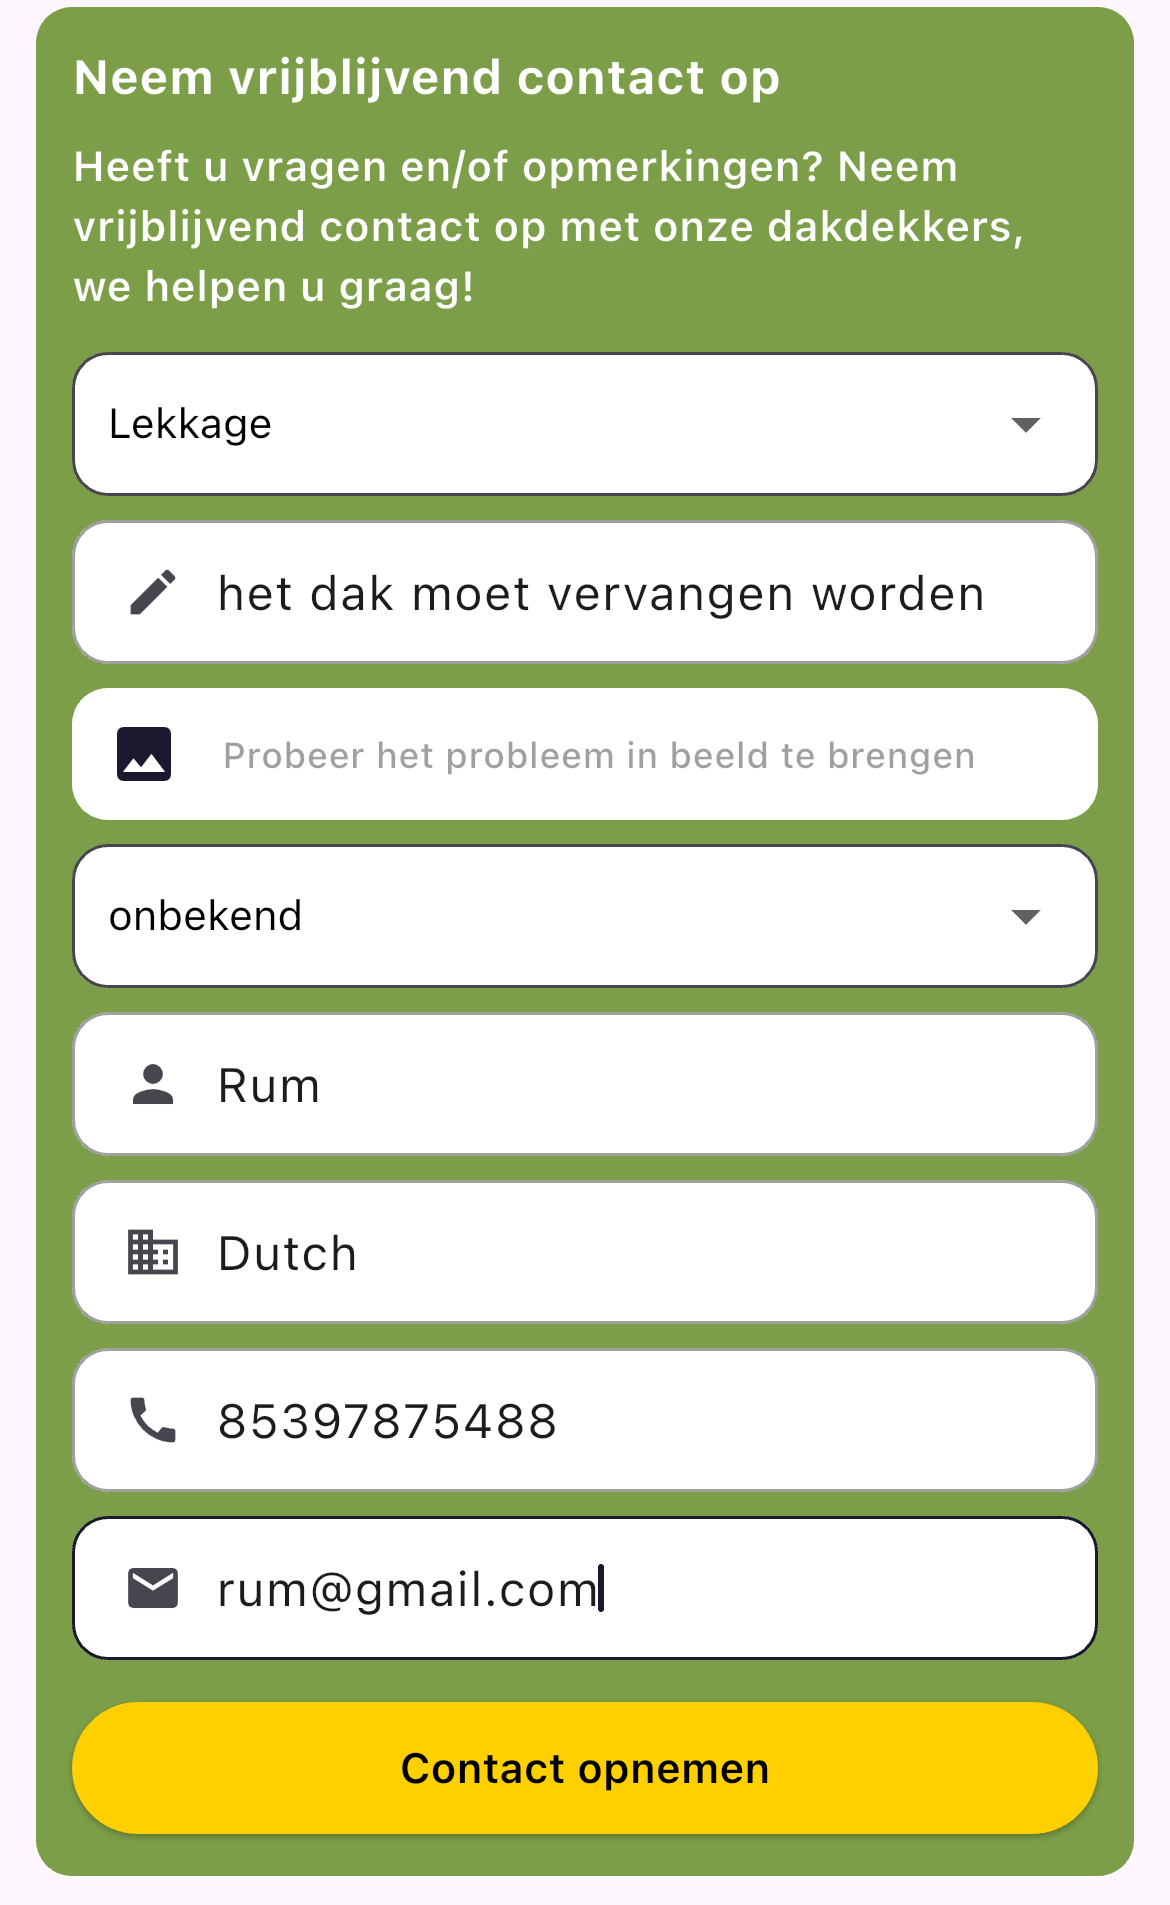 Neem vrijblijvend contact op
Heeft u vragen en/of opmerkingen? Neem
vrijblijvend contact op met onze dakdekkers,
we helpen u graag!
Lekkage
het dak moet vervangen worden
Probeer het probleem in beeld te brengen
onbekend
Rum
Dutch
85397875488
rum@gmail.com
Contact opnemen